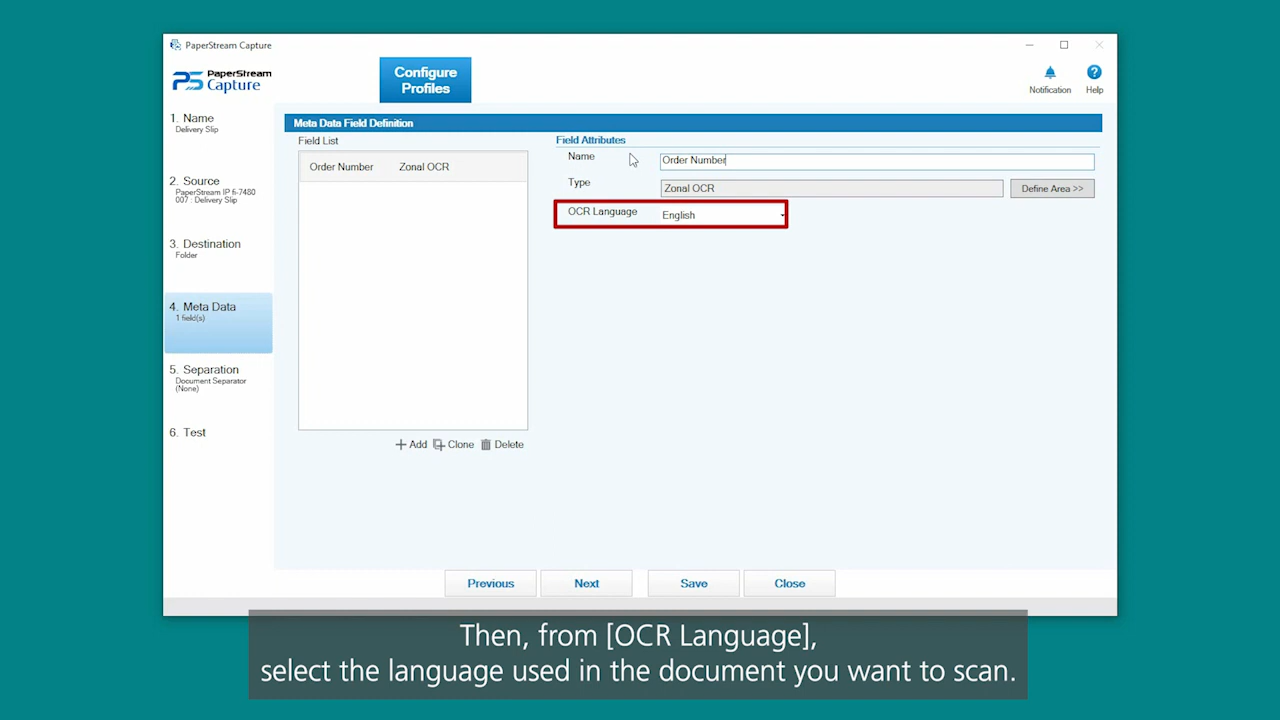 PaperStream Capture
PaperStream
Capture
Configure
Profiles
Notification
Help
1. Name
Delivery Slip
2. Source
PaperStream IP fi-7480
007 : Delivery Slip
3. Destination
Folder
4. Meta Data
1 field(s)
5. Separation
Document Separator
(None)
6. Test
Meta Data Field Definition
Field List
Order Number Zonal OCR
Add Clone Delete
Field Attributes
Name Order Number
Type Zonal OCR Define Area >>
OCR Language English
Previous Next Save Close
Then, from [OCR Language],
select the language used in the document you want to scan.